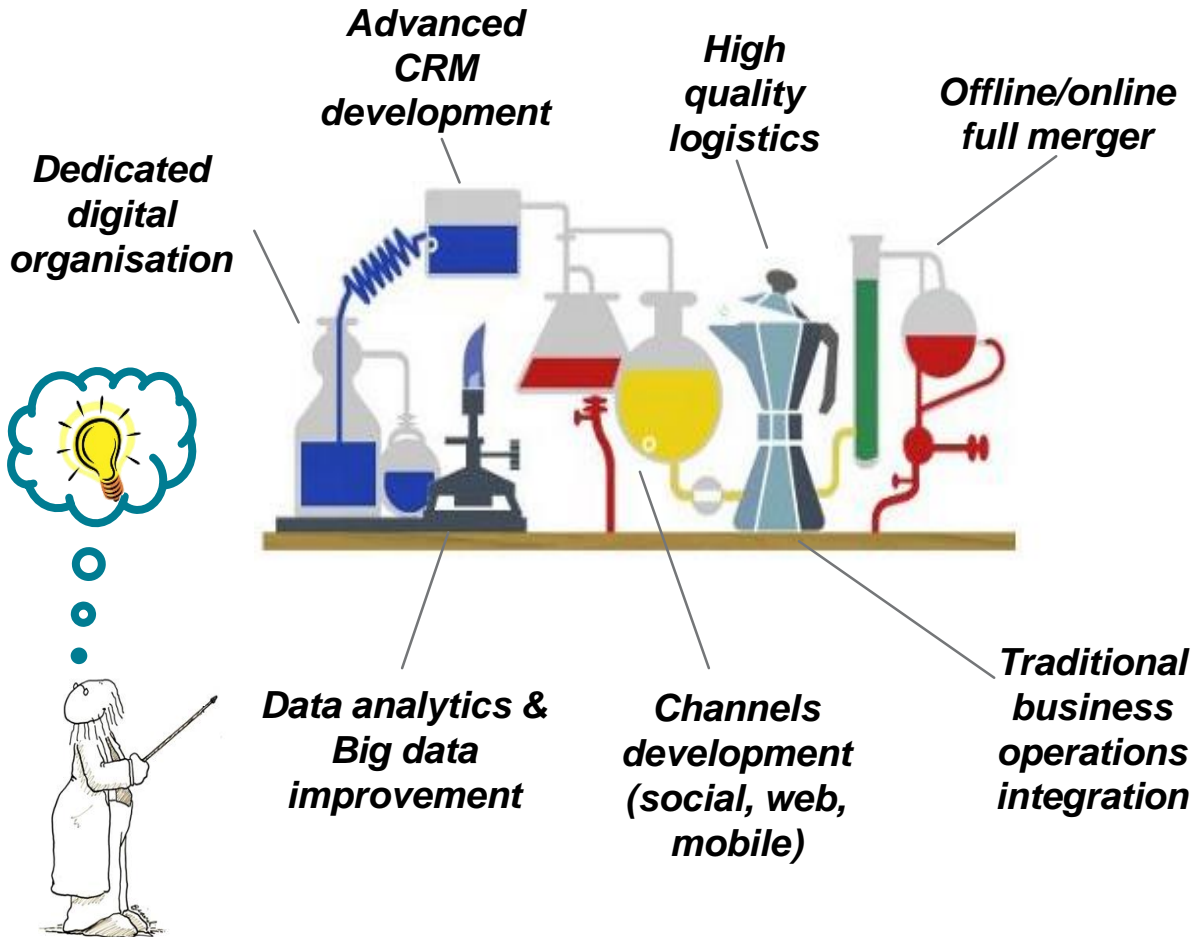 Advanced
CRM
development
High
quality
logistics
Offline/online
full merger
Dedicated
digital
organisation
Data analytics &
Big data
improvement
Channels
development
(social, web,
mobile)
Traditional
business
operations
integration